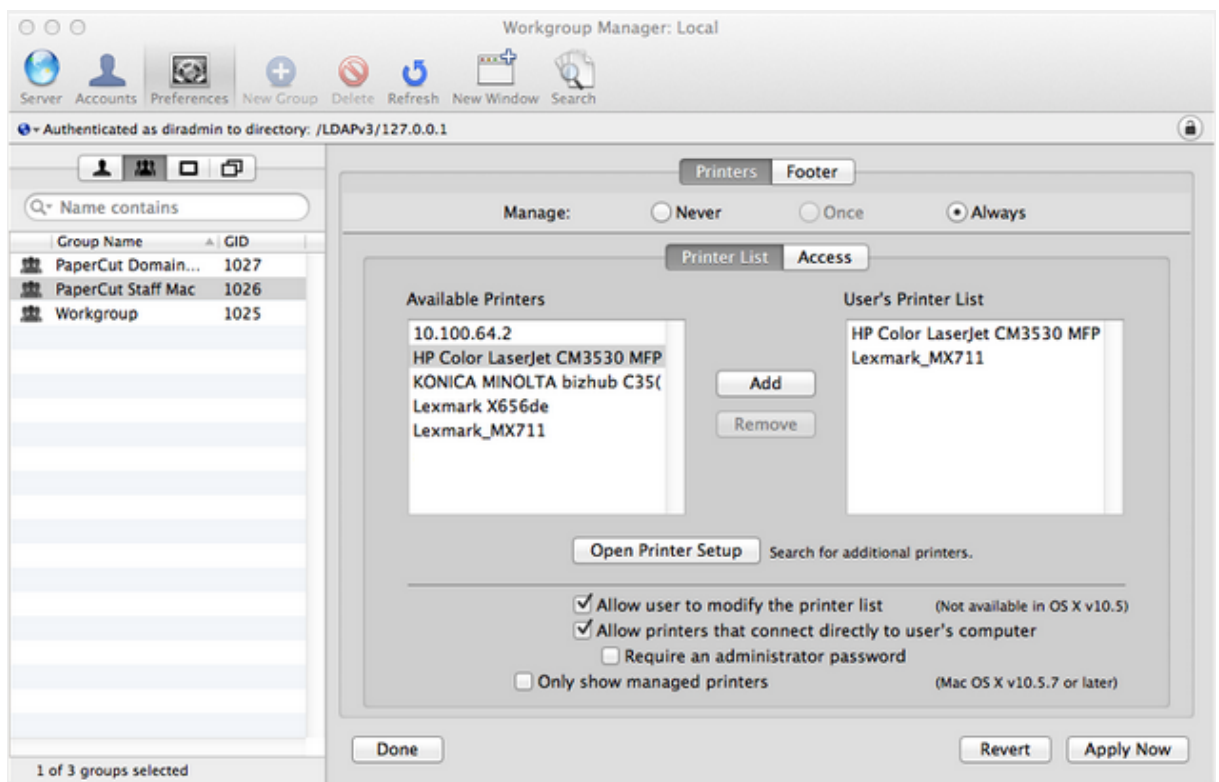 Workgroup Manager: Local
Server Accounts Preferences New Group Delete Refresh New Window Search
Authenticated as diradmin to directory: /LDAPv3/127.0.0.1
Name contains
Group Name GID
PaperCut Domain... 1027
PaperCut Staff Mac 1026
Workgroup 1025
1 of 3 groups selected
Printers Footer
Manage: Never Once Always
Printer List Access
Available Printers
10.100.64.2
HP Color LaserJet CM3530 MFP
KONICA MINOLTA bizhub C35(
Lexmark X656de
Lexmark_MX711
Add
Remove
User's Printer List
HP Color LaserJet CM3530 MFP
Lexmark_MX711
Open Printer Setup Search for additional printers.
Allow user to modify the printer list (Not available in OS X v10.5)
Allow printers that connect directly to user's computer
Require an administrator password
Only show managed printers (Mac OS X v10.5.7 or later)
Done Revert Apply Now